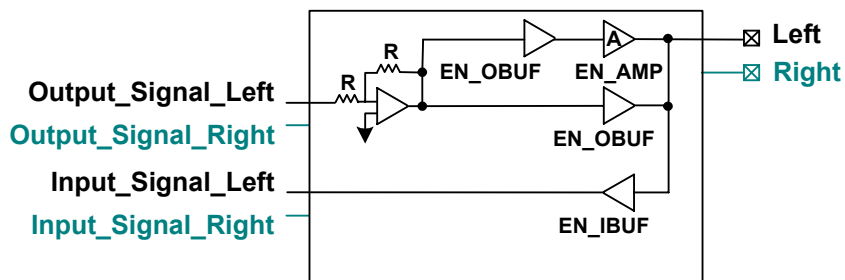 Left
R
A
R
EN_OBUF
EN_AMP
Right
Output_Signal_Left
Output_Signal_Right
EN_OBUF
Input_Signal_Left
Input_Signal_Right
EN_IBUF